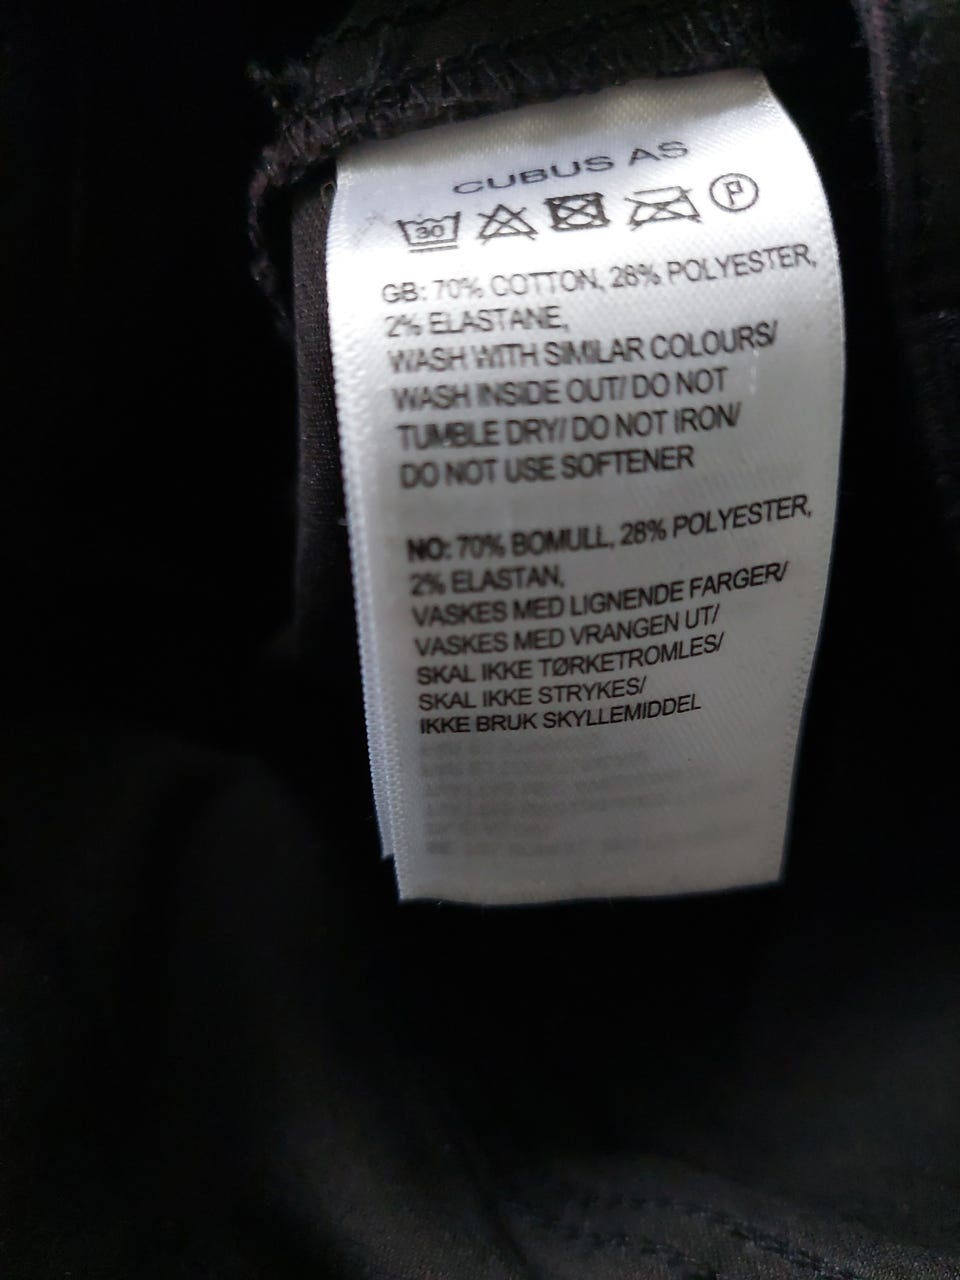 CUBUS AS
30 P
GB: 70% COTTON, 28% POLYESTER,
2% ELASTANE,
WASH WITH SIMILAR COLOURS/
WASH INSIDE OUT/ DO NOT
TUMBLE DRY/ DO NOT IRON/
DO NOT USE SOFTENER
NO: 70% BOMULL, 28% POLYESTER,
2% ELASTAN,
VASKES MED LIGNENDE FARGER/
VASKES MED VRANGEN UT/
SKAL IKKE TØRKETROMLES/
SKAL IKKE STRYKES/
IKKE BRUK SKYLLEMIDDEL